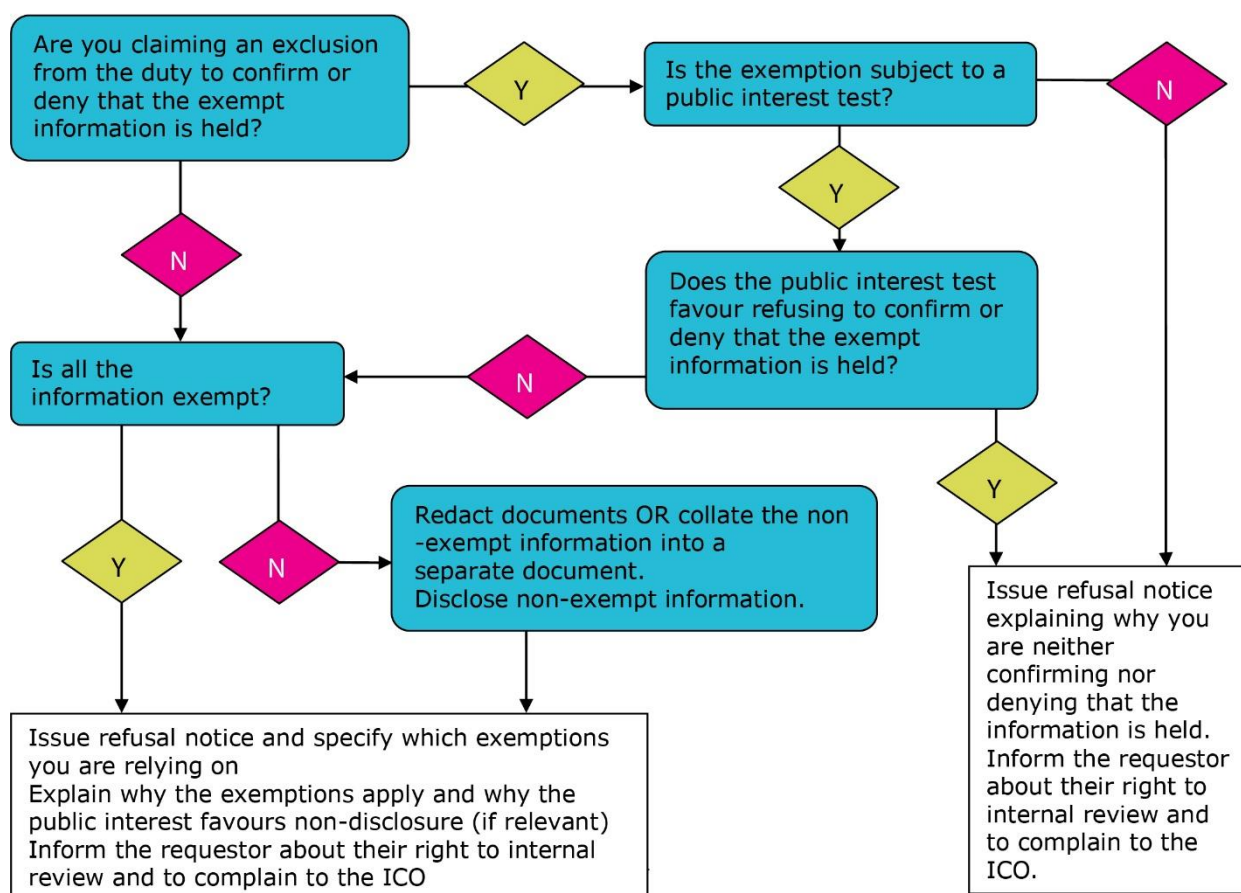 Are you claiming an exclusion
from the duty to confirm or
deny that the exempt
information is held?
Y
Is the exemption subject to a
public interest test?
N
Y
N
Does the public interest test
favour refusing to confirm or
deny that the exempt
information is held?
N
Is all the
information exempt?
Y
Y
N
Redact documents OR collate the non
-exempt information into a
separate document.
Disclose non-exempt information.
Issue refusal notice
explaining why you
are neither
confirming nor
denying that the
information is held.
Inform the requestor
about their right to
internal review and
to complain to the
ICO.
Issue refusal notice and specify which exemptions
you are relying on
Explain why the exemptions apply and why the
public interest favours non-disclosure (if relevant)
Inform the requestor about their right to internal
review and to complain to the ICO